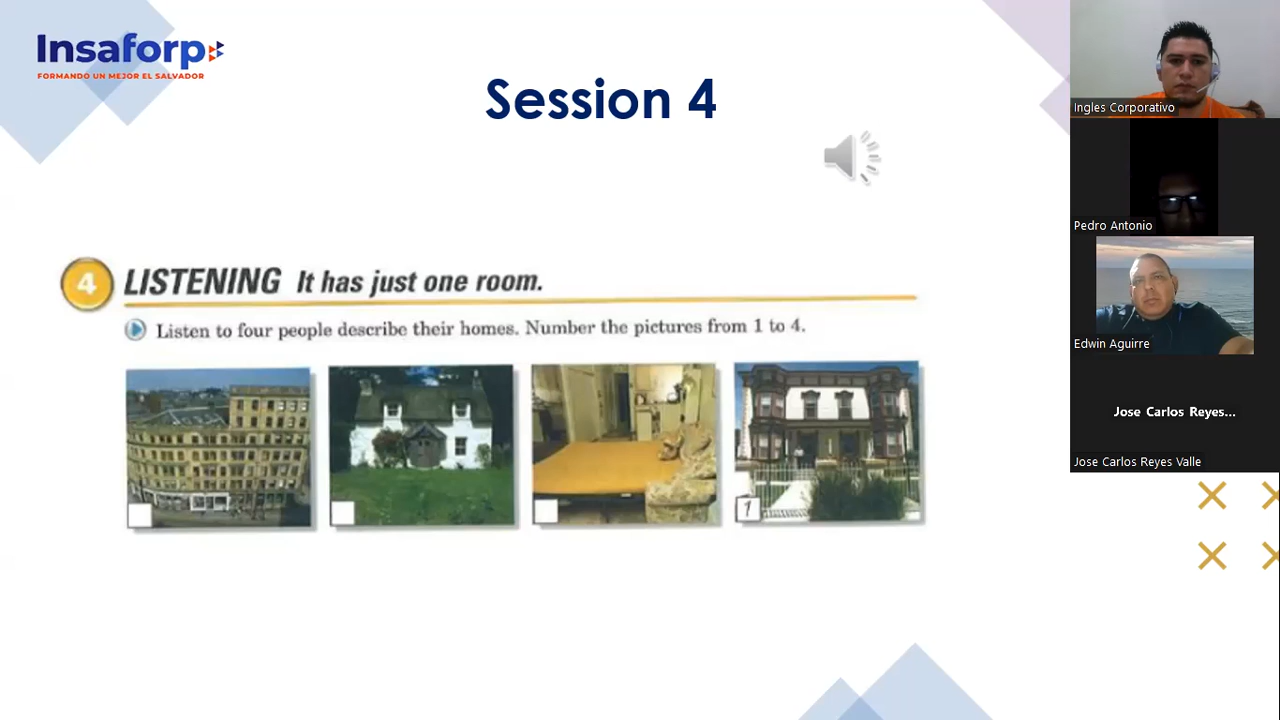 Insaforp
FORMANDO UN MEJOR EL SALVADOR
Session 4
4 LISTENING It has just one room.
Listen to four people describe their homes. Number the pictures from 1 to 4.
1
Ingles Corporativo
Pedro Antonio
Edwin Aguirre
Jose Carlos Reyes...
Jose Carlos Reyes Valle